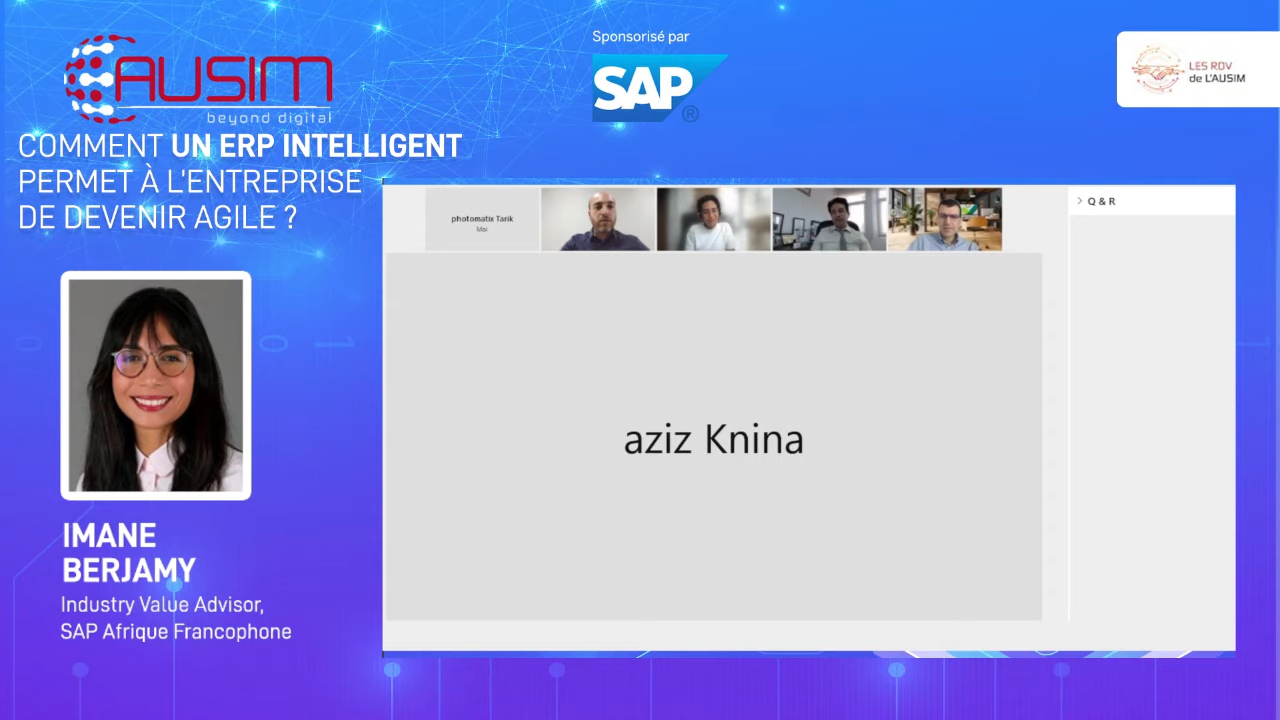 AUSIM
beyond digital
COMMENT UN ERP INTELLIGENT
PERMET À L'ENTREPRISE
DE DEVENIR AGILE ?
Sponsorisé par
SAP
®
LES RDV
de L'AUSIM
photomatix Tarik
Moi
> Q & R
aziz Knina
IMANE
BERJAMY
Industry Value Advisor,
SAP Afrique Francophone